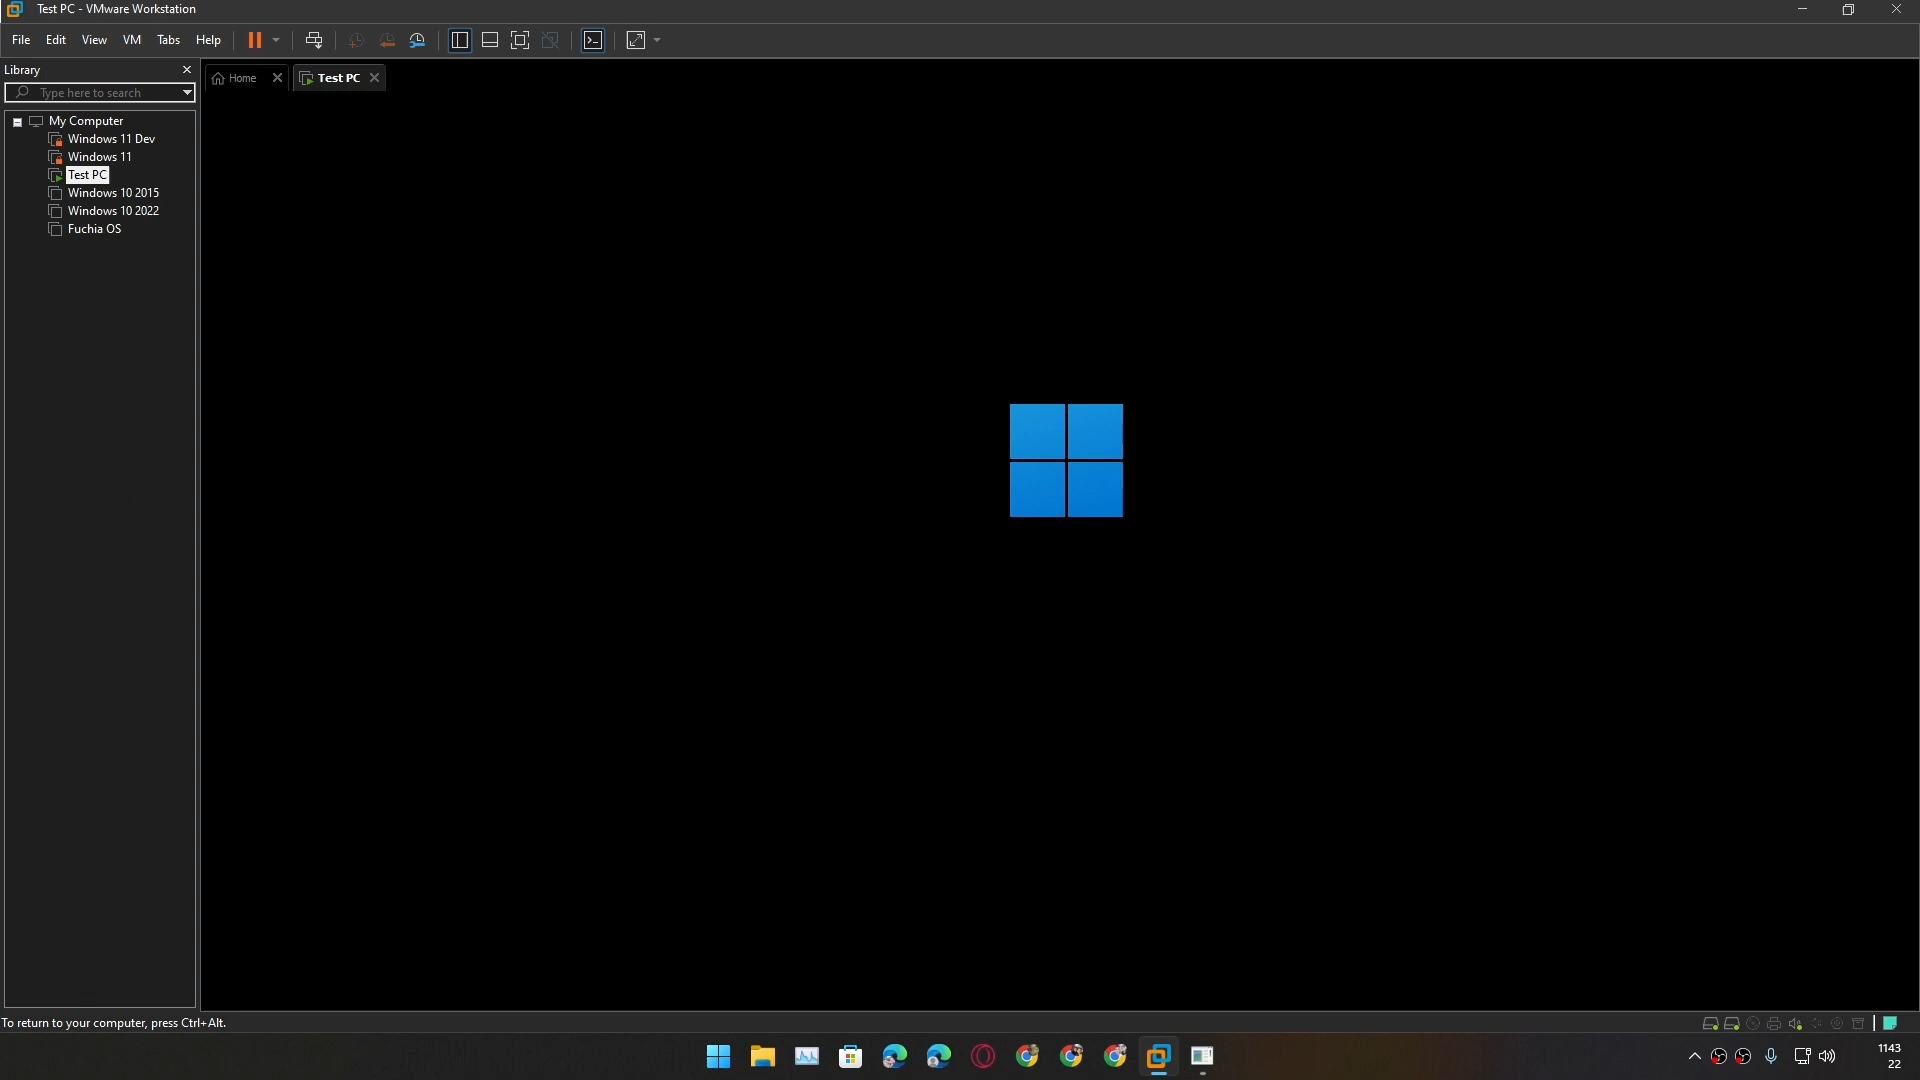 Test PC - VMware Workstation
File Edit View VM Tabs Help
Library
Home
Test PC
Type here to search
My Computer
Windows 11 Dev
Windows 11
Test PC
Windows 10 2015
Windows 10 2022
Fuchia OS
To return to your computer, press Ctrl+Alt.
1143
22